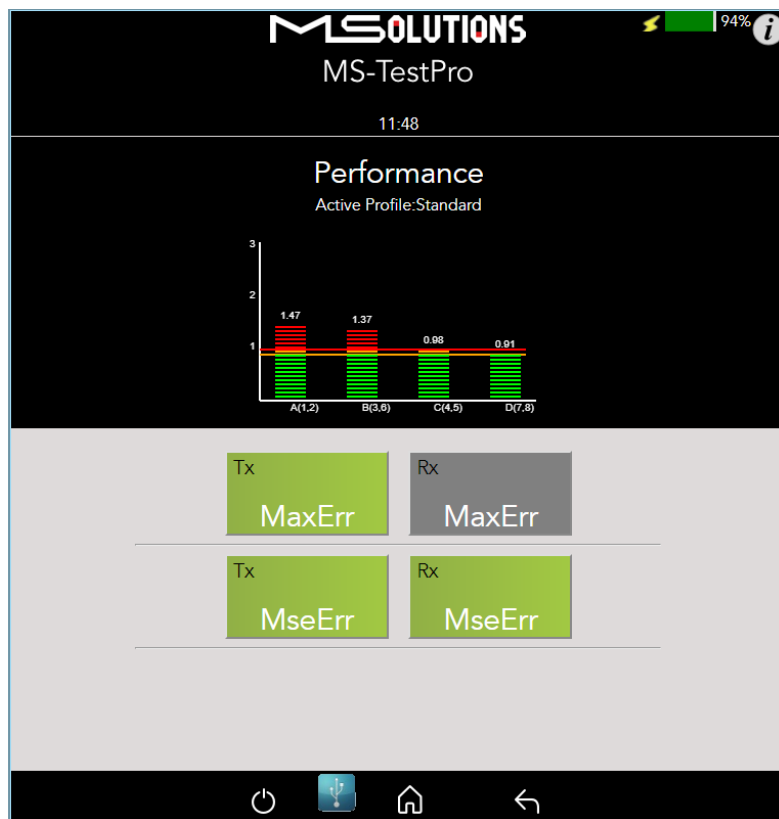 MSOLUTIONS
94%
i
MS-TestPro
11:48
Performance
Active Profile:Standard
3
2
1
1.47
1.37
0.98
0.91
A(1,2)
B(3,6)
C(4,5)
D(7,8)
Tx
MaxErr
Rx
MaxErr
Tx
MseErr
Rx
MseErr